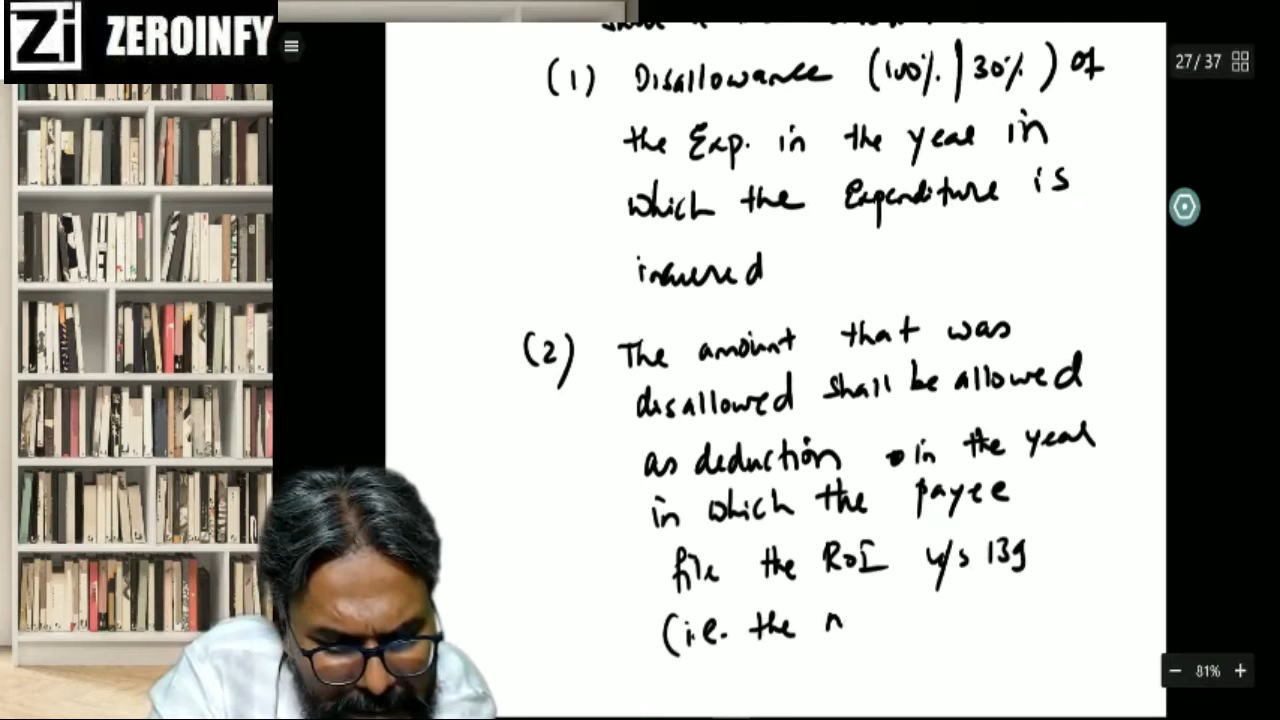 Zi ZEROINFY
27/37
(1) Disallowance (100% | 30%) of
the Exp. in the year in
which the Expenditure is
incurred
(2) The amount that was
disallowed shall be allowed
as deduction in the year
in which the payee
file the RoI u/s 139
(i.e. the n
81%